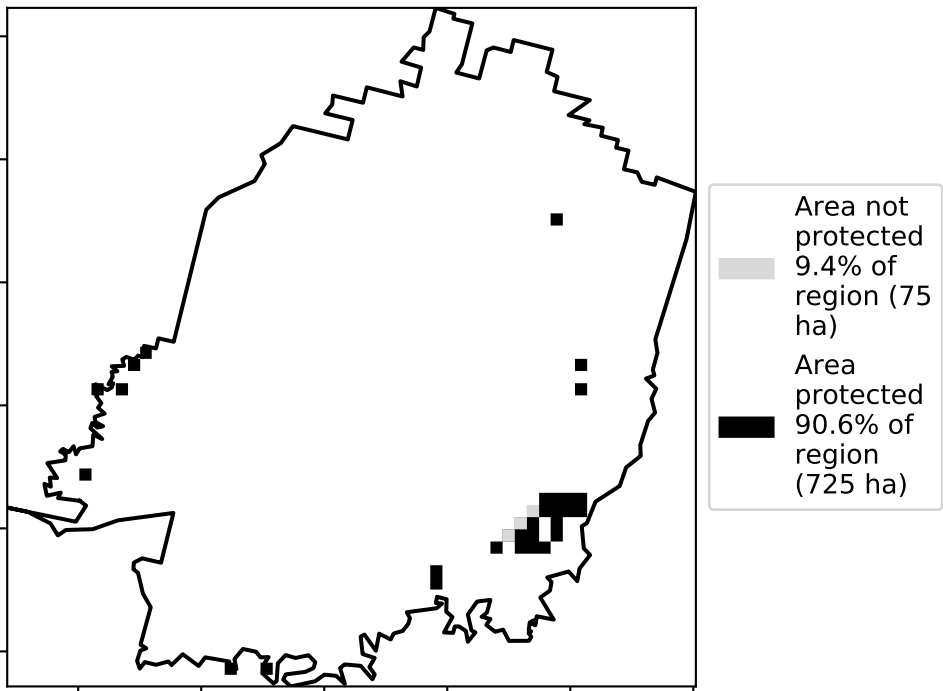 Area not
protected
9.4% of
region (75
ha)
Area
protected
90.6% of
region
(725 ha)